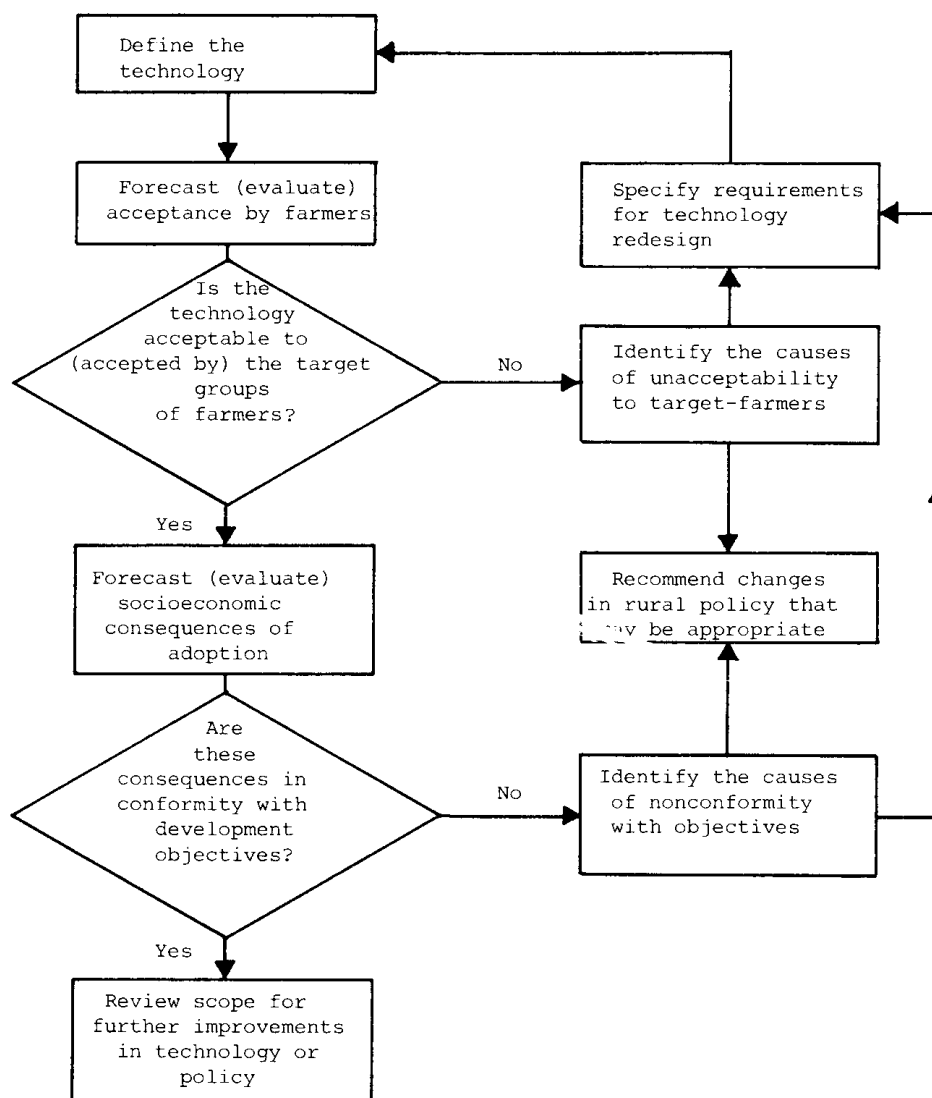 Define the
technology
Forecast (evaluate)
acceptance by farmers
Specify requirements
for technology
redesign
Is the
technology
acceptable to
(accepted by) the target
groups
of farmers?
No
Identify the causes
of unacceptability
to target-farmers
Yes
Forecast (evaluate)
socioeconomic
consequences of
adoption
Recommend changes
in rural policy that
be appropriate
Are
these
consequences in
conformity with
development
objectives?
No
Identify the causes
of nonconformity
with objectives
Yes
Review scope for
further improvements
in technology or
policy